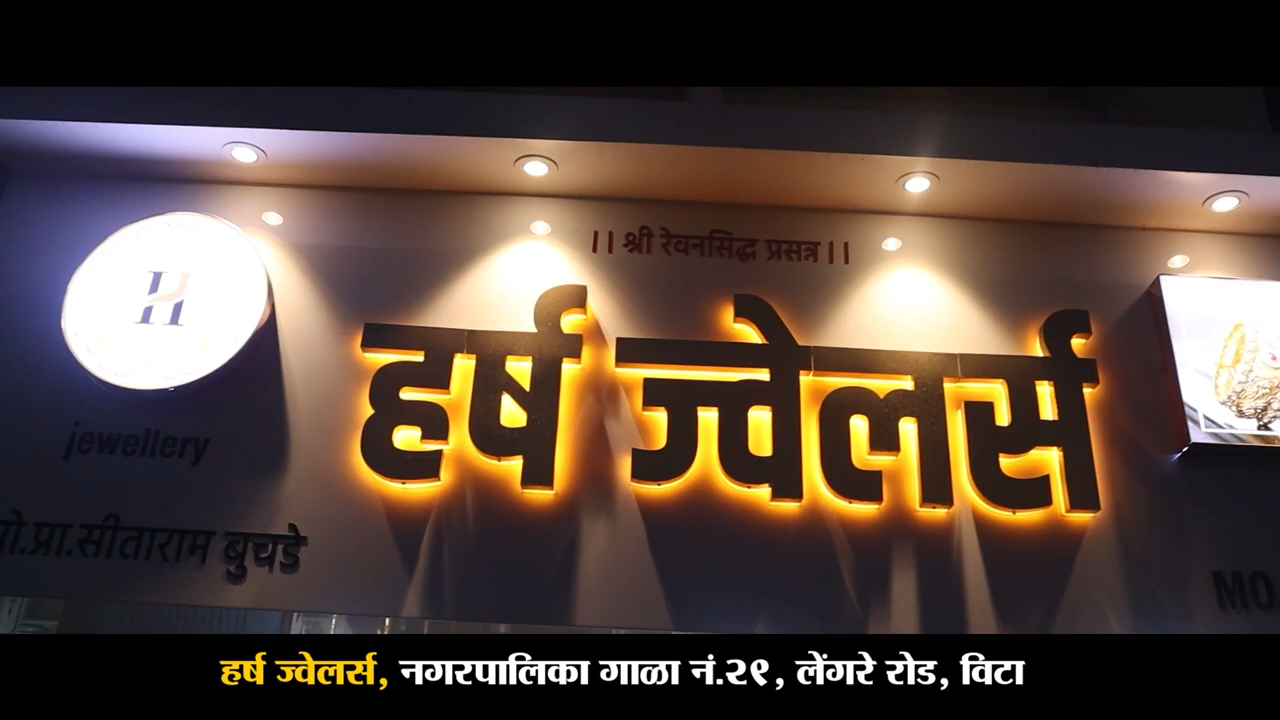 || श्री रेवनसिद्ध प्रसन्न ||
H
हर्ष ज्वेलर्स
jewellery
प्रो.प्रा.सीताराम बुचडे
हर्ष ज्वेलर्स, नगरपालिका गाळा नं.२९, लेंगरे रोड, विटा